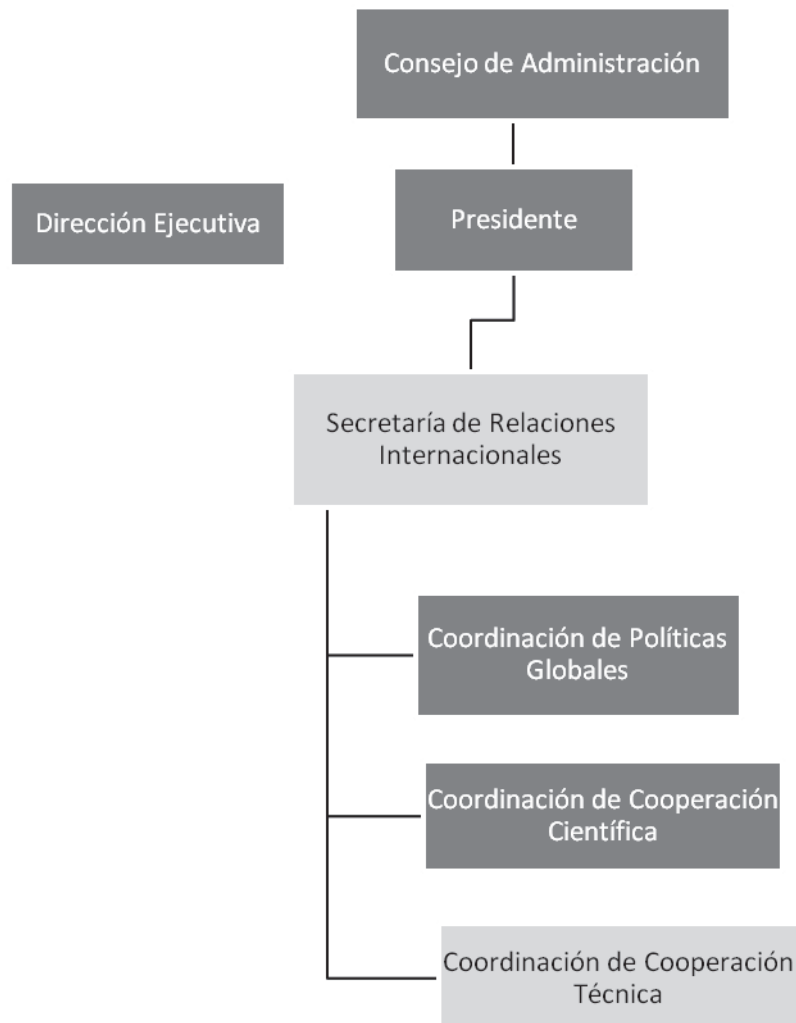 Consejo de Administración
Dirección Ejecutiva
Presidente
Secretaría de Relaciones
Internacionales
Coordinación de Políticas
Globales
Coordinación de Cooperación
Científica
Coordinación de Cooperación
Técnica